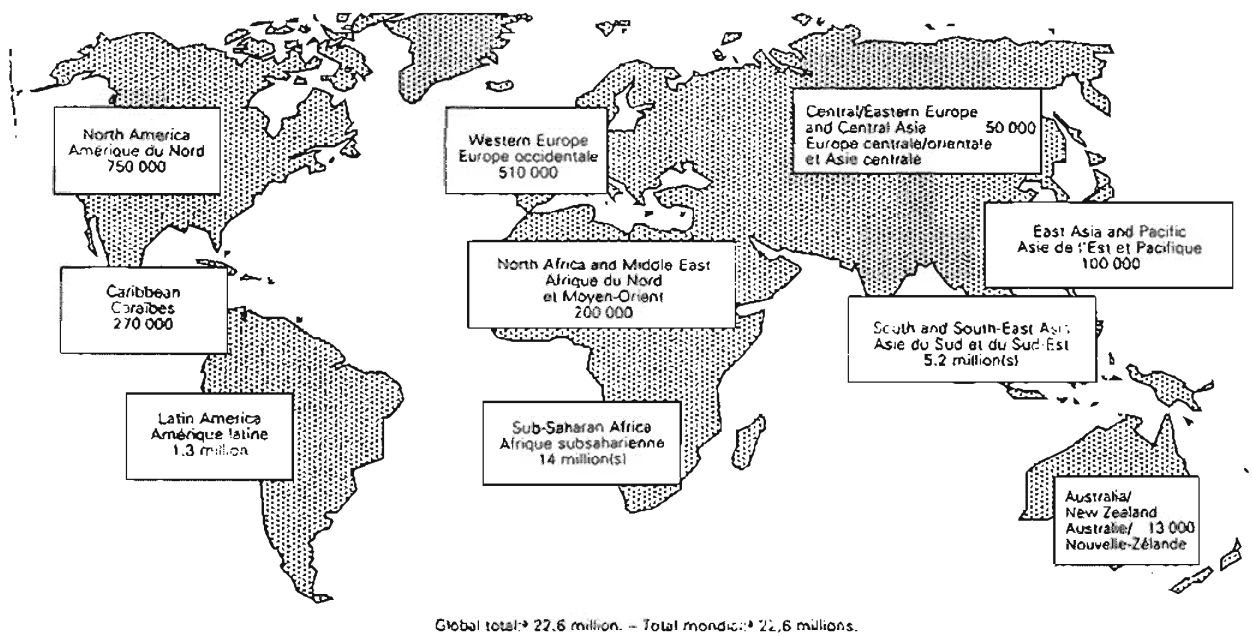 North America
Amérique du Nord
750 000
Western Europe
Europe occidentale
510 000
Central/Eastern Europe
and Central Asia 50 000
Europe centrale/orientale
et Asie centrale
East Asia and Pacific
Asie de l'Est et Pacifique
100 000
North Africa and Middle East
Afrique du Nord
et Moyen-Orient
200 000
Caribbean
Caraïbes
270 000
South and South-East Asia
Asie du Sud et du Sud-Est
5.2 million(s)
Latin America
Amérique latine
1.3 million
Sub-Saharan Africa
Afrique subsaharienne
14 million(s)
Australia/
New Zealand
Australie/ 13 000
Nouvelle-Zélande
Global total:ᵃ 22.6 million. – Total mondial:ᵃ 22,6 millions.